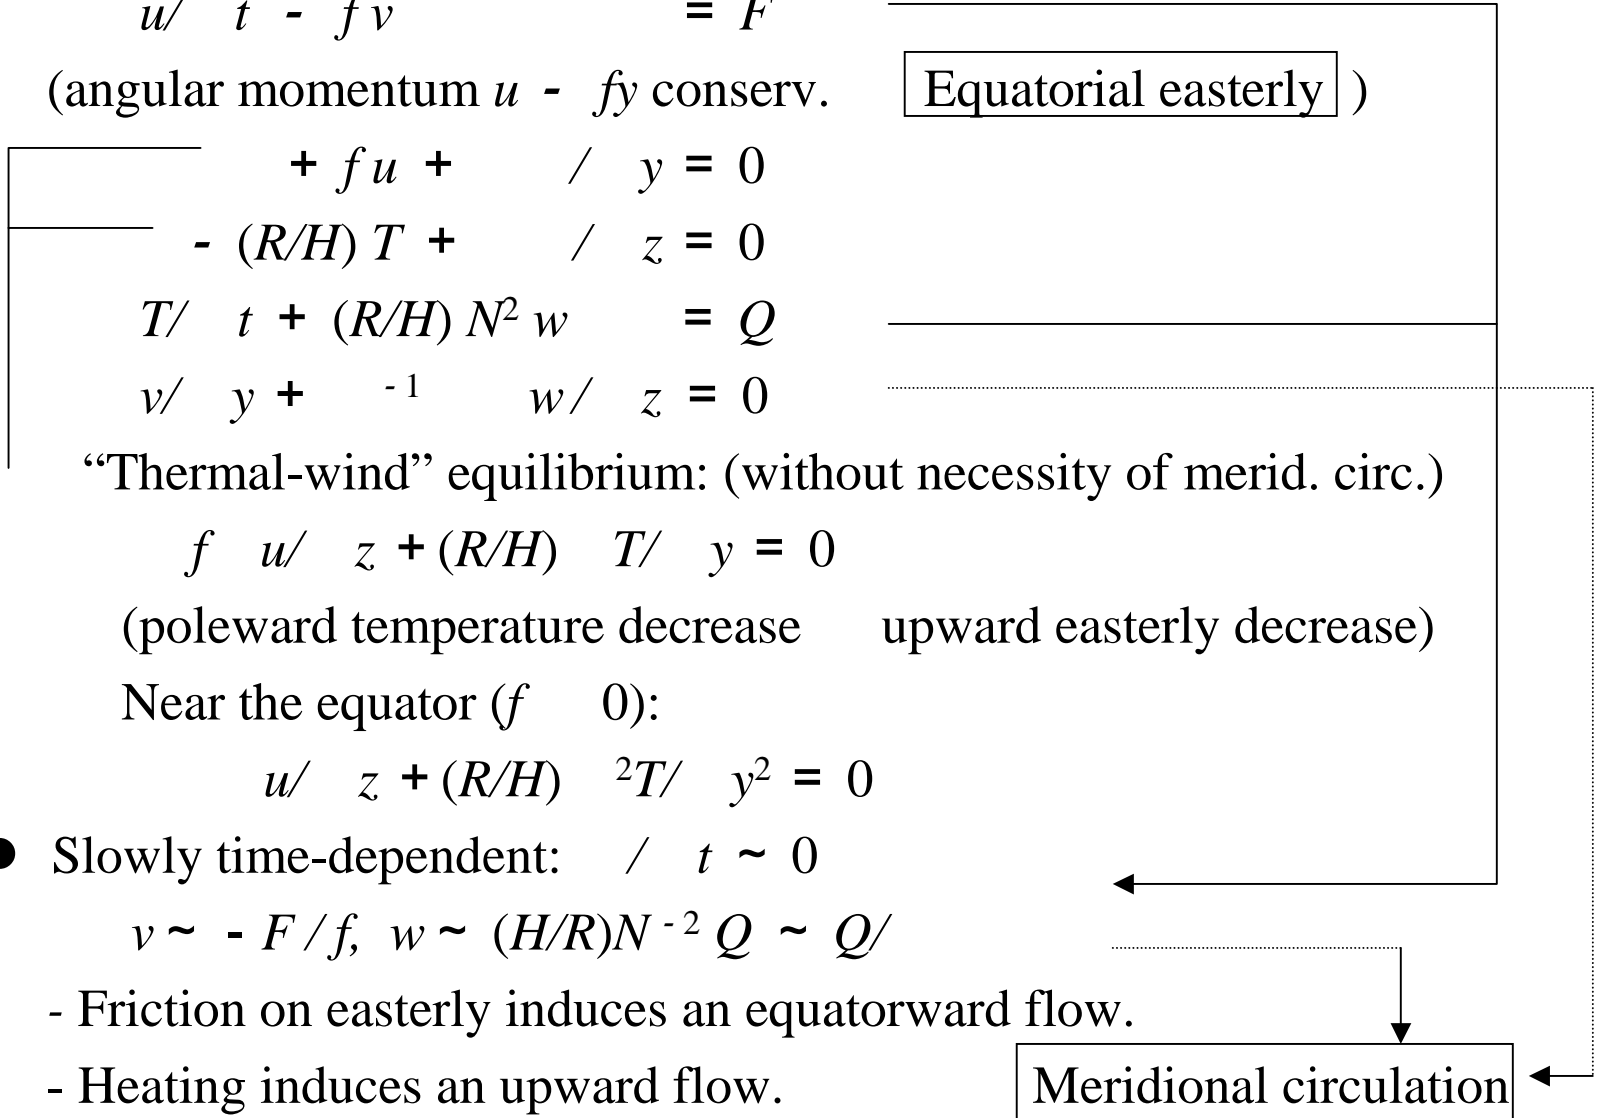 u/ t - f v = F
(angular momentum u - fy conserv. Equatorial easterly )
+ f u + / y = 0
- (R/H) T + / z = 0
T/ t + (R/H) N² w = Q
v/ y + ⁻¹ w/ z = 0
“Thermal-wind” equilibrium: (without necessity of merid. circ.)
f u/ z + (R/H) T/ y = 0
(poleward temperature decrease upward easterly decrease)
Near the equator (f 0):
u/ z + (R/H) ²T/ y² = 0
● Slowly time-dependent: / t ~ 0
v ~ - F / f, w ~ (H/R)N ⁻² Q ~ Q/
- Friction on easterly induces an equatorward flow.
- Heating induces an upward flow. Meridional circulation